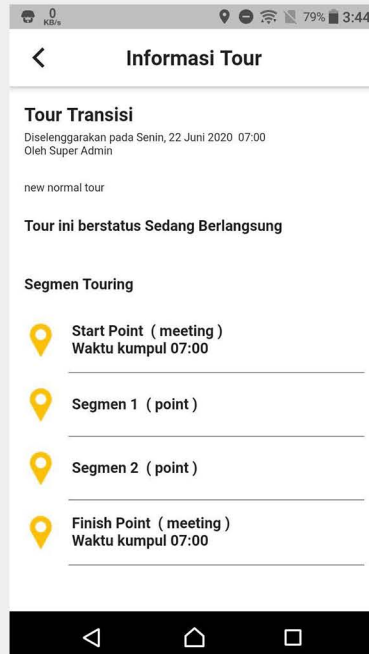 0
KB/s
79%
3:44
Informasi Tour
Tour Transisi
Diselenggarakan pada Senin, 22 Juni 2020 07:00
Oleh Super Admin
new normal tour
Tour ini berstatus Sedang Berlangsung
Segmen Touring
Start Point ( meeting )
Waktu kumpul 07:00
Segmen 1 ( point )
Segmen 2 ( point )
Finish Point ( meeting )
Waktu kumpul 07:00